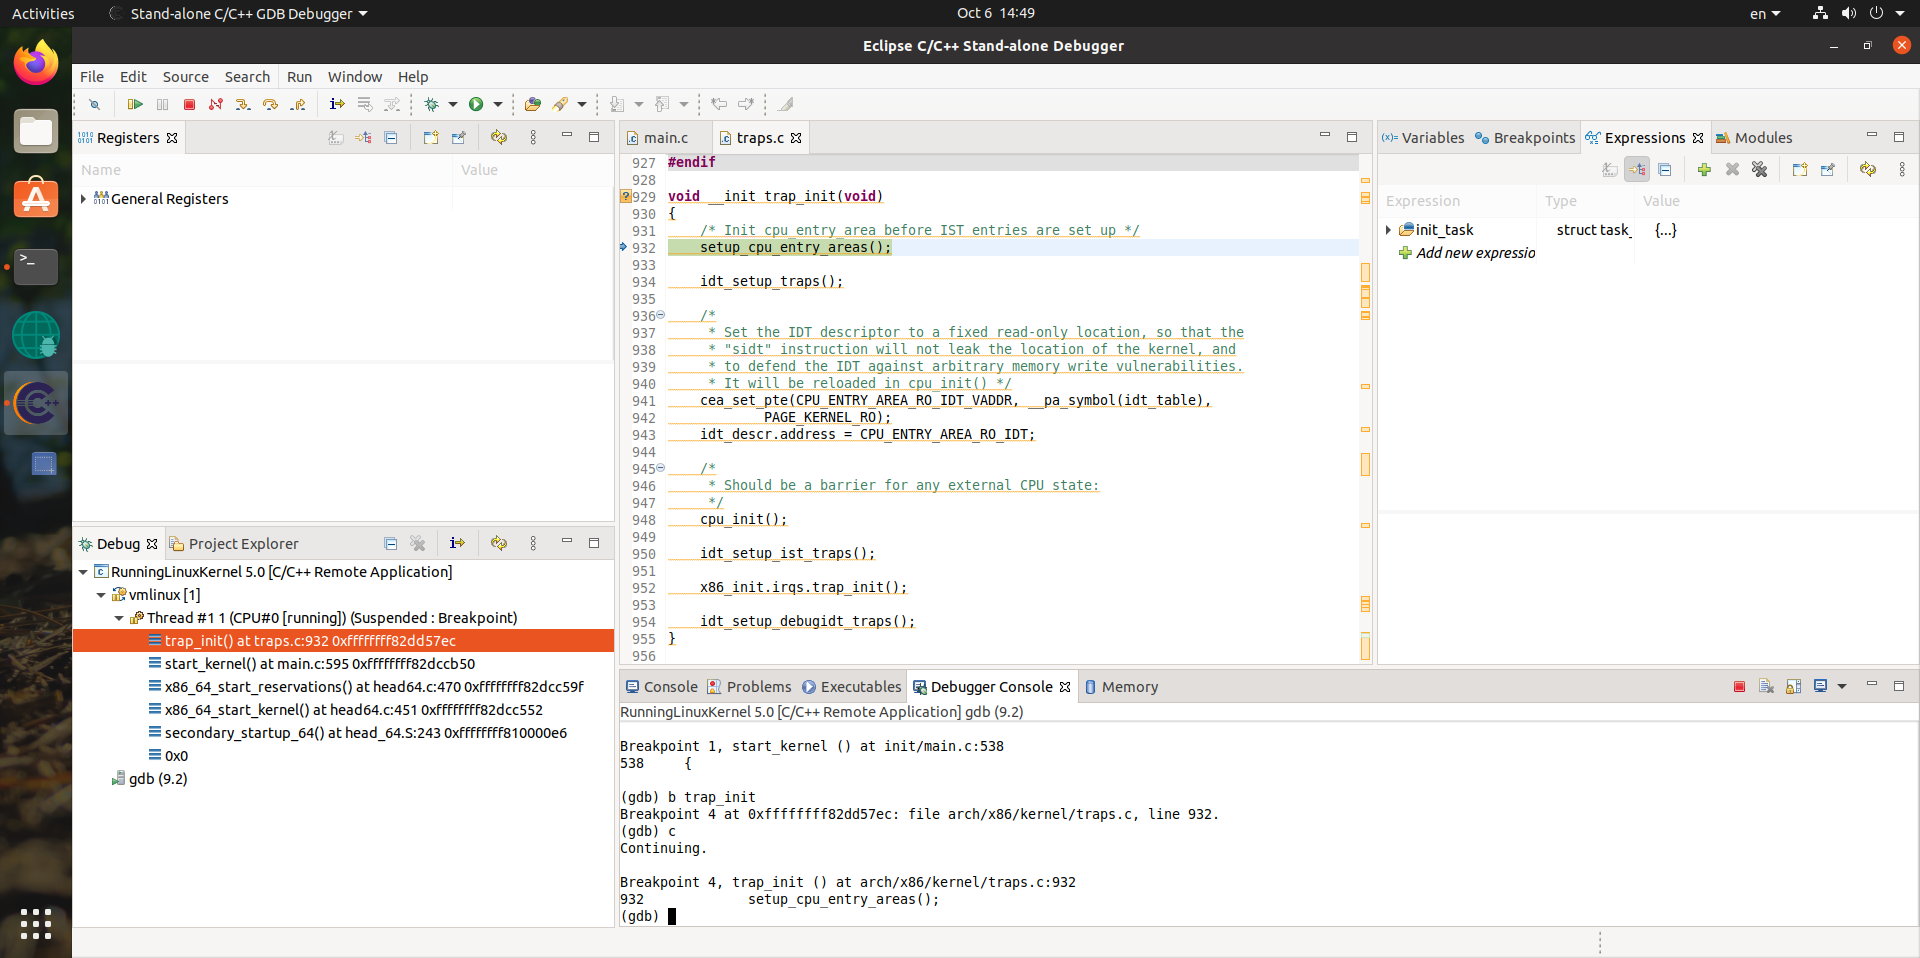 Activities
Stand-alone C/C++ GDB Debugger
Oct 6 14:49
en
Eclipse C/C++ Stand-alone Debugger
File Edit Source Search Run Window Help
Registers
Name Value
General Registers
Debug Project Explorer
RunningLinuxKernel 5.0 [C/C++ Remote Application]
vmlinux [1]
Thread #1 1 (CPU#0 [running]) (Suspended : Breakpoint)
trap_init() at traps.c:932 0xffffffff82dd57ec
start_kernel() at main.c:595 0xffffffff82dccb50
x86_64_start_reservations() at head64.c:470 0xffffffff82dcc59f
x86_64_start_kernel() at head64.c:451 0xffffffff82dcc552
secondary_startup_64() at head_64.S:243 0xffffffff810000e6
0x0
gdb (9.2)
main.c traps.c
927 #endif
928
929 void __init trap_init(void)
930 {
931 /* Init cpu_entry_area before IST entries are set up */
932 setup_cpu_entry_areas();
933
934 idt_setup_traps();
935
936 /*
937 * Set the IDT descriptor to a fixed read-only location, so that the
938 * "sidt" instruction will not leak the location of the kernel, and
939 * to defend the IDT against arbitrary memory write vulnerabilities.
940 * It will be reloaded in cpu_init() */
941 cea_set_pte(CPU_ENTRY_AREA_RO_IDT_VADDR, __pa_symbol(idt_table),
942 PAGE_KERNEL_RO);
943 idt_descr.address = CPU_ENTRY_AREA_RO_IDT;
944
945 /*
946 * Should be a barrier for any external CPU state:
947 */
948 cpu_init();
949
950 idt_setup_ist_traps();
951
952 x86_init.irqs.trap_init();
953
954 idt_setup_debugidt_traps();
955 }
956
(x)= Variables Breakpoints Expressions Modules
Expression Type Value
init_task struct task_ {...}
Add new expressio
Console Problems Executables Debugger Console Memory
RunningLinuxKernel 5.0 [C/C++ Remote Application] gdb (9.2)
Breakpoint 1, start_kernel () at init/main.c:538
538 {
(gdb) b trap_init
Breakpoint 4 at 0xffffffff82dd57ec: file arch/x86/kernel/traps.c, line 932.
(gdb) c
Continuing.
Breakpoint 4, trap_init () at arch/x86/kernel/traps.c:932
932 setup_cpu_entry_areas();
(gdb)